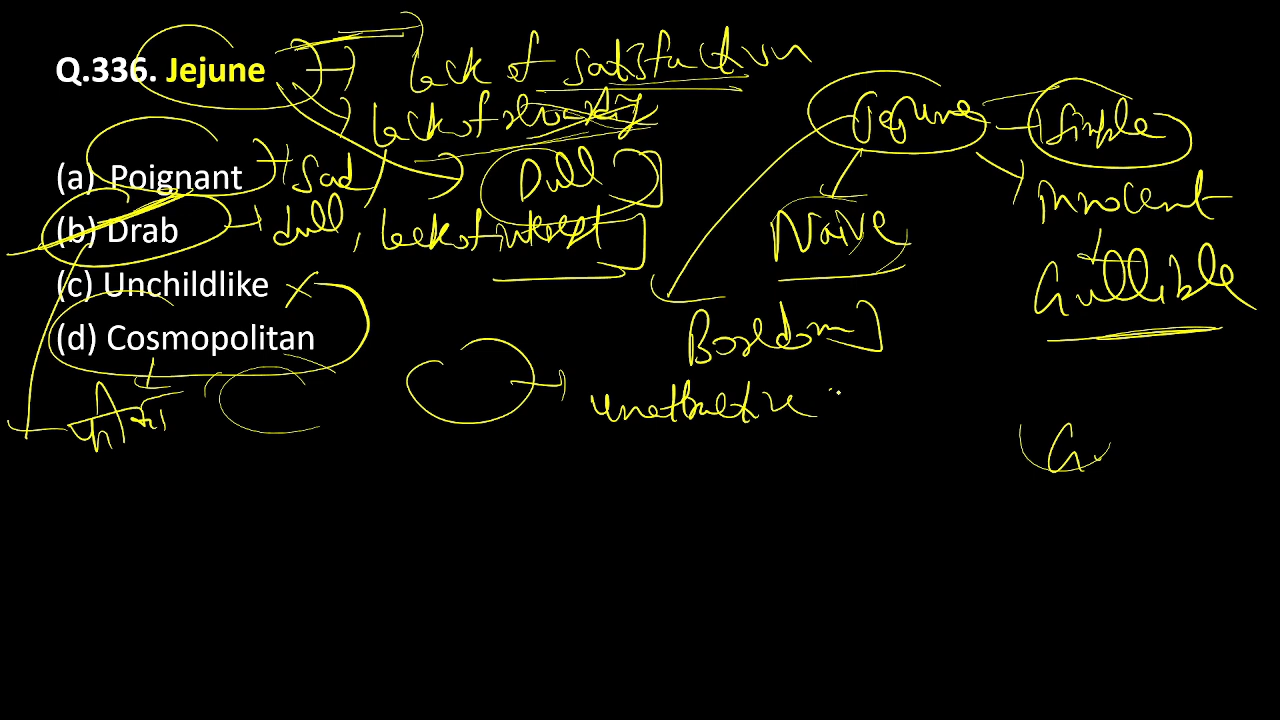 Q.336. Jejune
lack of satisfaction
lack of
(a) Poignant
sad
Dull
(b) Drab
dull, lack of interest
(c) Unchildlike
(d) Cosmopolitan
Jejune
Simple
Naive
innocent
Gullible
Boredom
unattractive
G